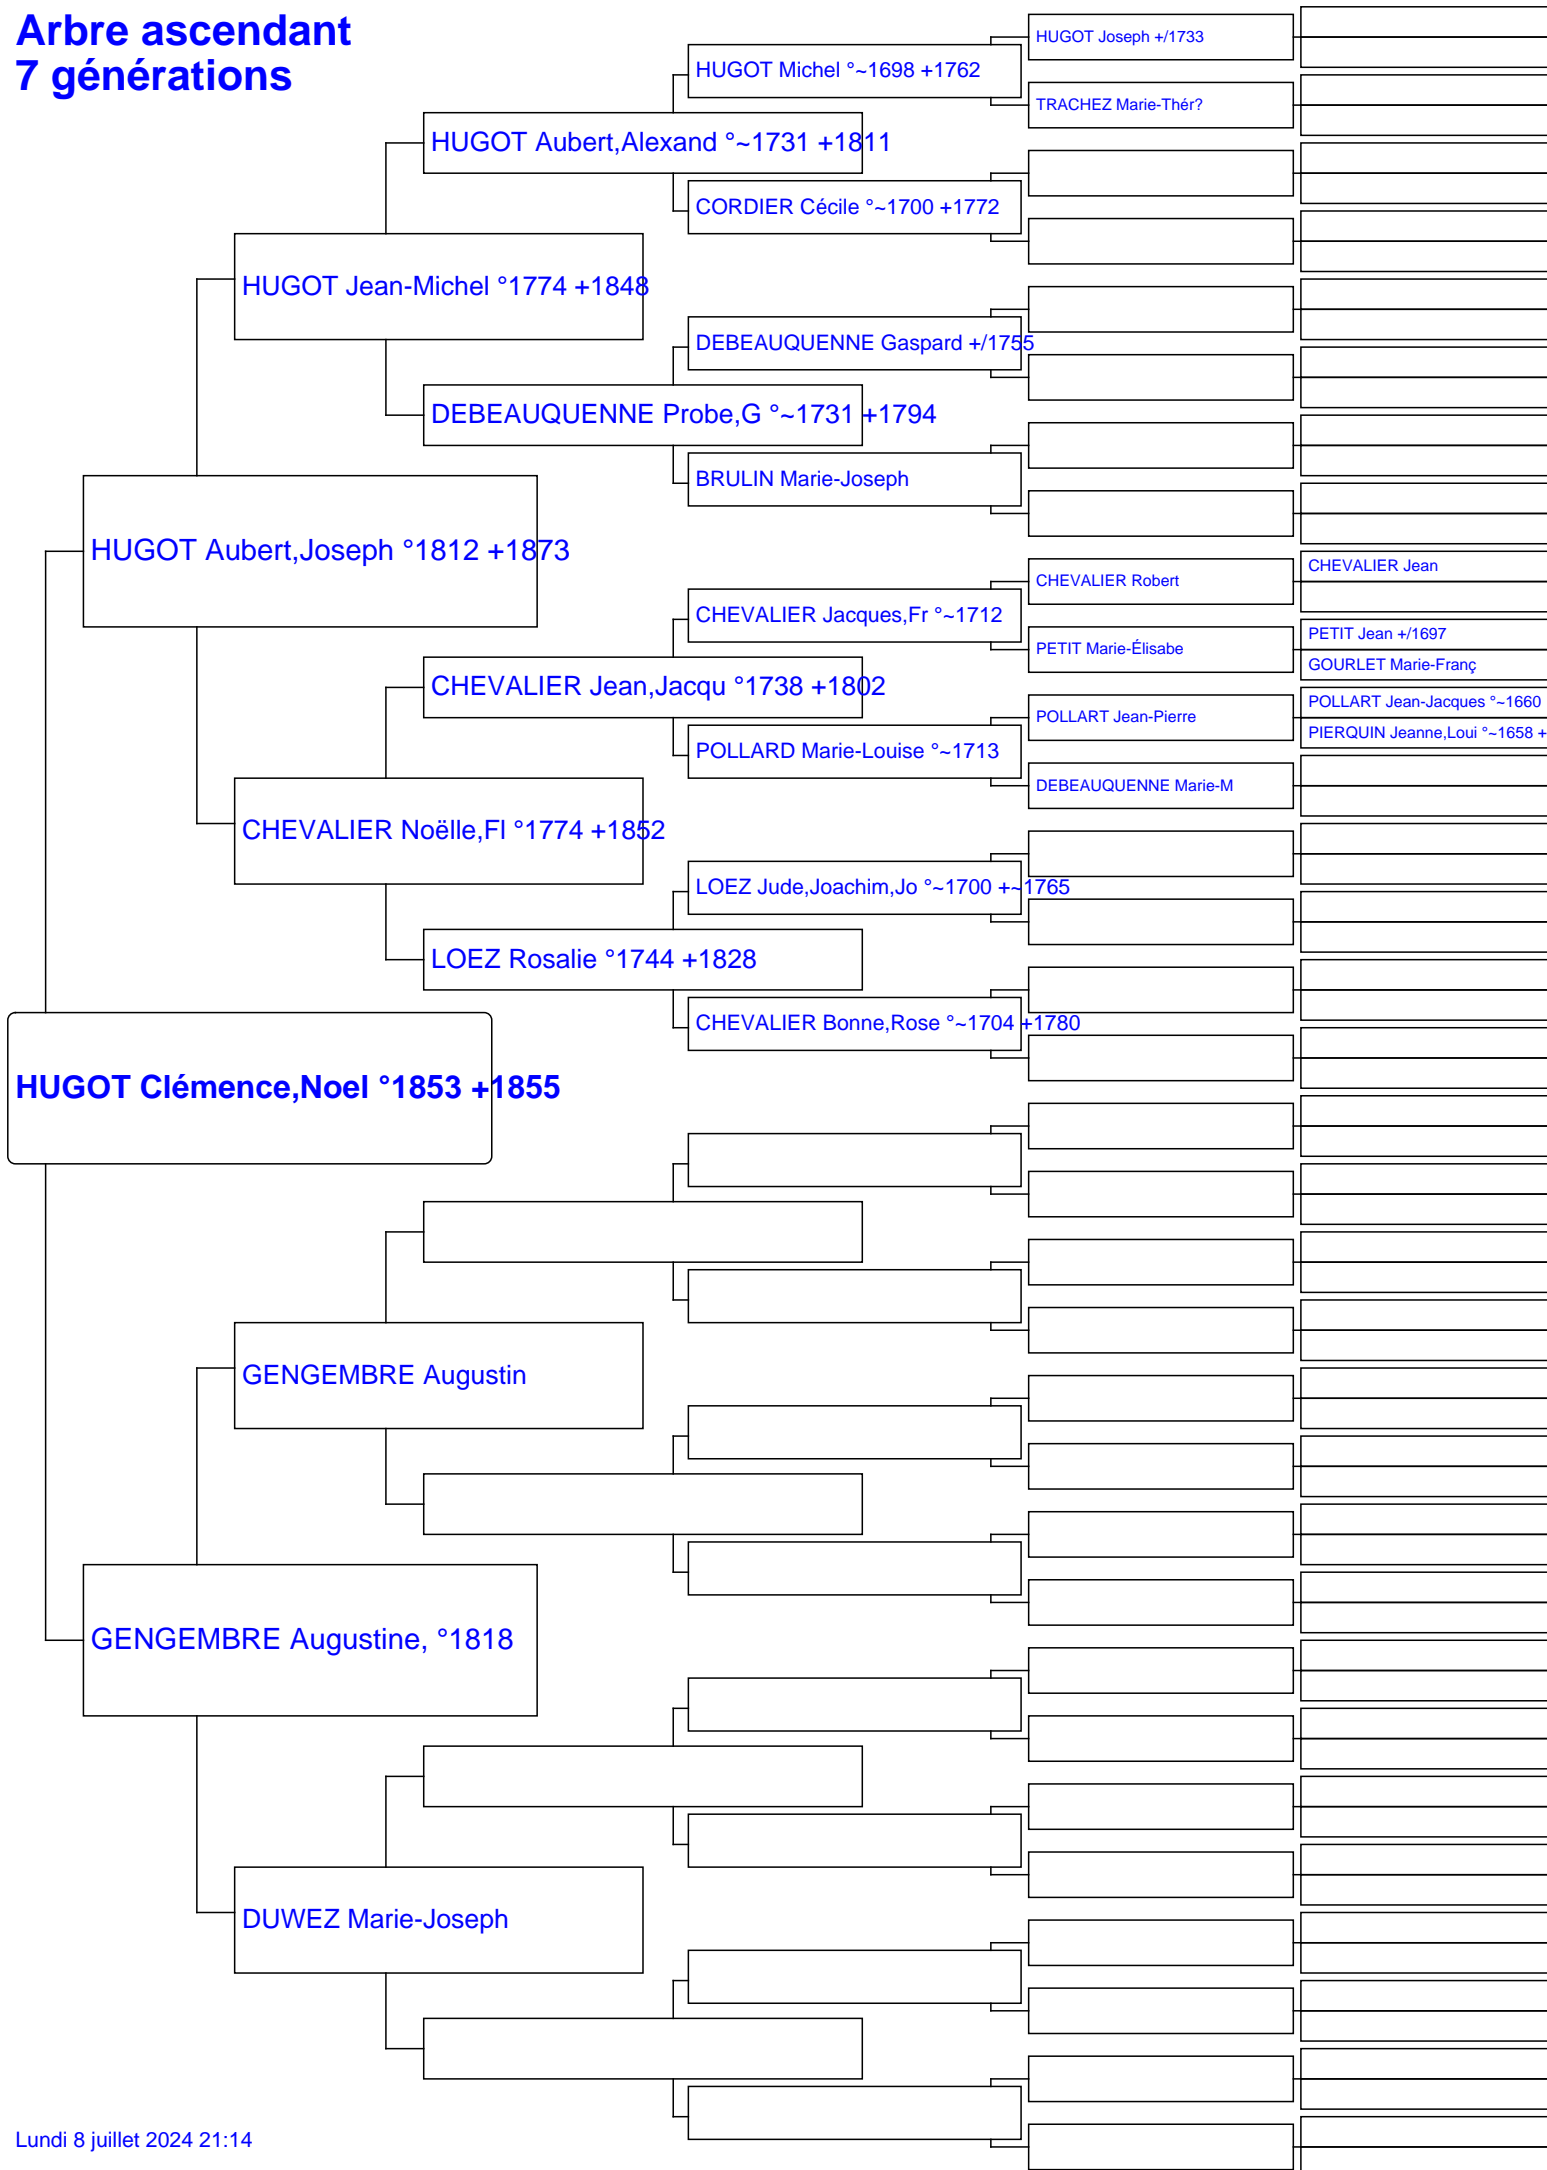 Arbre ascendant
7 générations
HUGOT Joseph +/1733
HUGOT Michel °~1698 +1762
TRACHEZ Marie-Thér?
HUGOT Aubert,Alexand °~1731 +1811
CORDIER Cécile °~1700 +1772
HUGOT Jean-Michel °1774 +1848
DEBEAUQUENNE Gaspard +/1755
DEBEAUQUENNE Probe,G °~1731 +1794
BRULIN Marie-Joseph
HUGOT Aubert,Joseph °1812 +1873
CHEVALIER Jean
CHEVALIER Robert
CHEVALIER Jacques,Fr °~1712
PETIT Jean +/1697
PETIT Marie-Élisabe
GOURLET Marie-Franç
CHEVALIER Jean,Jacqu °1738 +1802
POLLART Jean-Jacques °~1660
POLLART Jean-Pierre
PIERQUIN Jeanne,Loui °~1658 +
POLLARD Marie-Louise °~1713
DEBEAUQUENNE Marie-M
CHEVALIER Noëlle,Fl °1774 +1852
LOEZ Jude,Joachim,Jo °~1700 +~1765
LOEZ Rosalie °1744 +1828
CHEVALIER Bonne,Rose °~1704 +1780
HUGOT Clémence,Noel °1853 +1855
GENGEMBRE Augustin
GENGEMBRE Augustine, °1818
DUWEZ Marie-Joseph
Lundi 8 juillet 2024 21:14